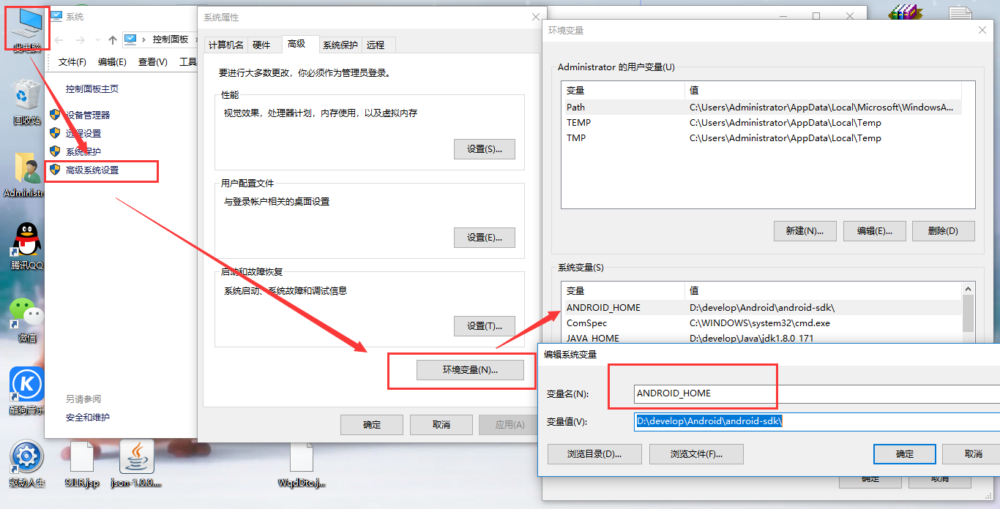 此电脑
回收站
Administr
腾讯QQ
微信
酷狗音乐
驱动人生
SJLR.jsp
json-1.0.0....
WqdDto.j...
系统
控制面板
文件(F) 编辑(E) 查看(V) 工具
控制面板主页
设备管理器
远程设置
系统保护
高级系统设置
另请参阅
安全和维护
系统属性
计算机名 硬件 高级 系统保护 远程
要进行大多数更改，你必须作为管理员登录。
性能
视觉效果，处理器计划，内存使用，以及虚拟内存
设置(S)...
用户配置文件
与登录帐户相关的桌面设置
设置(E)...
启动和故障恢复
系统启动、系统故障和调试信息
设置(T)...
环境变量(N)...
确定 取消 应用(A)
环境变量
Administrator 的用户变量(U)
变量 值
Path C:\Users\Administrator\AppData\Local\Microsoft\WindowsA...
TEMP C:\Users\Administrator\AppData\Local\Temp
TMP C:\Users\Administrator\AppData\Local\Temp
新建(N)... 编辑(E)... 删除(D)
系统变量(S)
变量 值
ANDROID_HOME D:\develop\Android\android-sdk\
ComSpec C:\WINDOWS\system32\cmd.exe
JAVA_HOME D:\develop\Java\jdk1.8.0_171
编辑系统变量
变量名(N): ANDROID_HOME
变量值(V): D:\develop\Android\android-sdk\
浏览目录(D)... 浏览文件(F)... 确定 取消
确定 取消